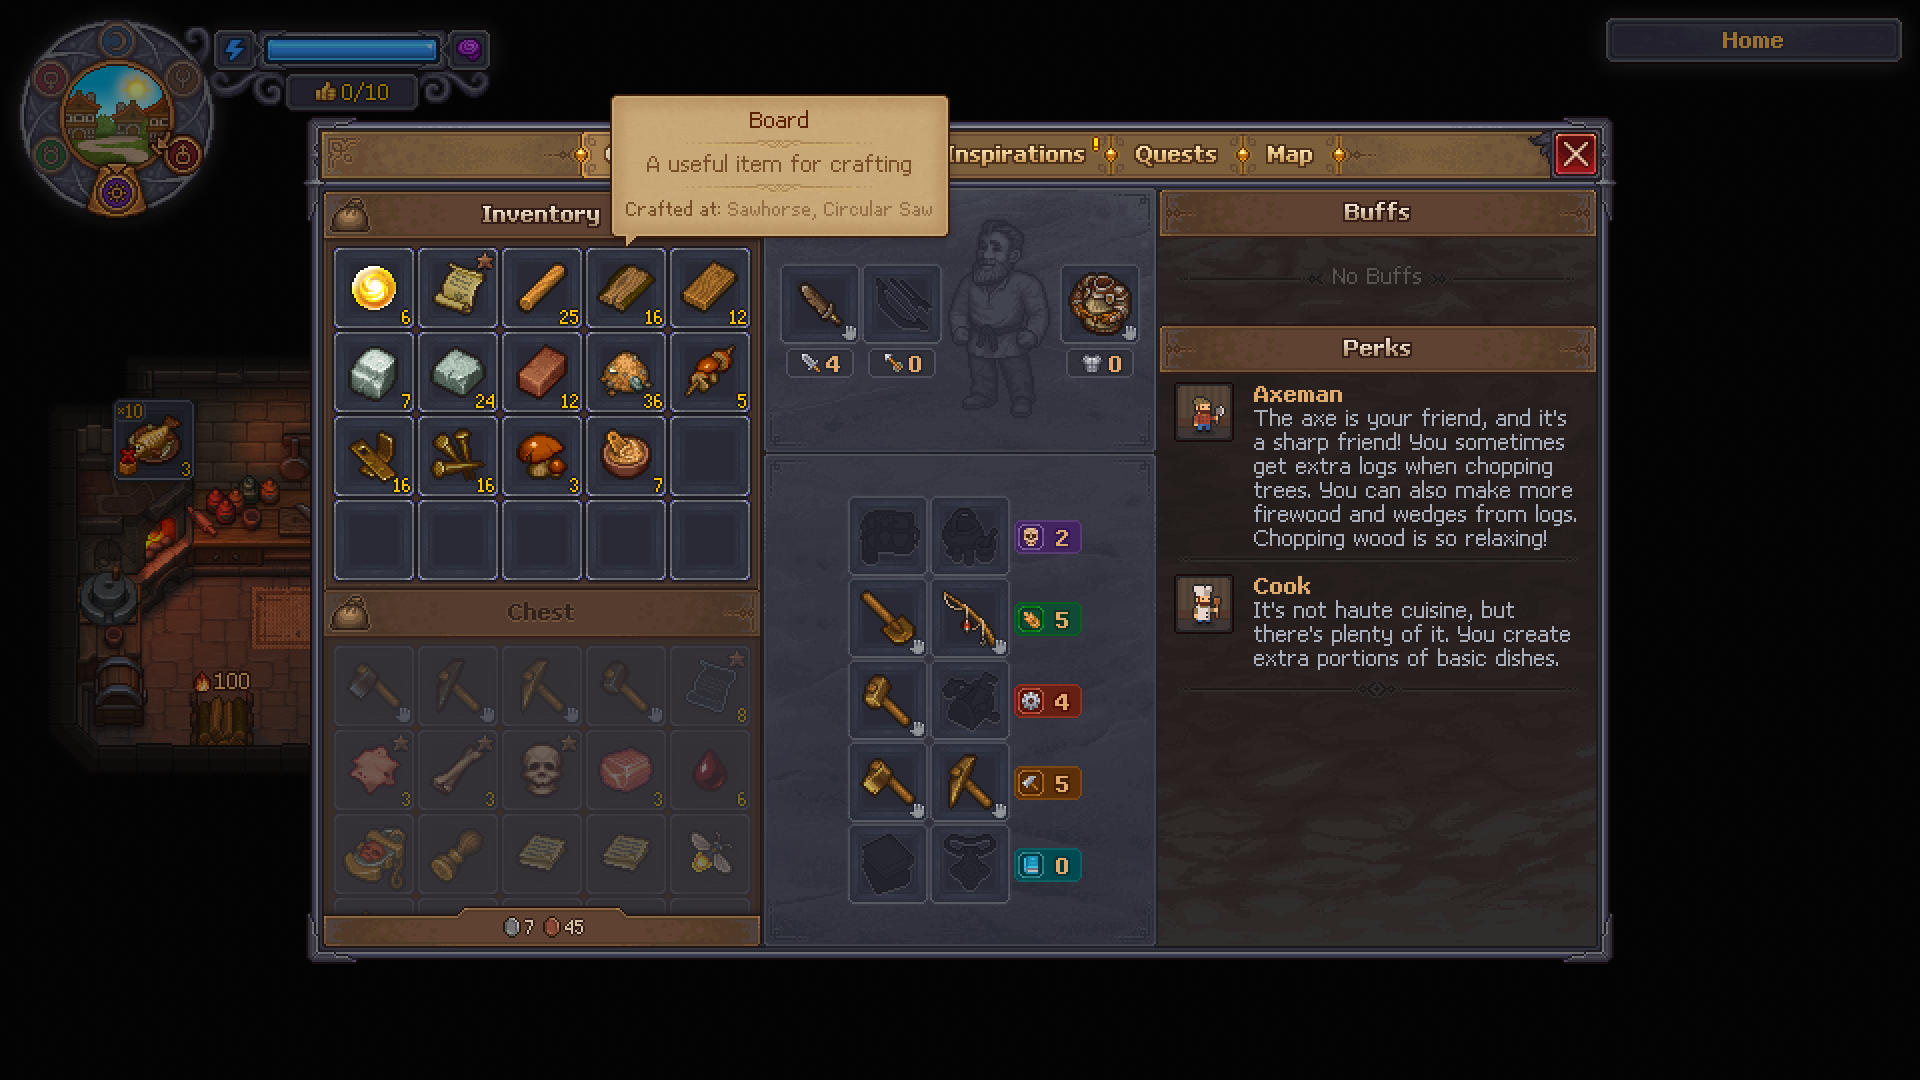 Home
0/10
Board
A useful item for crafting
Crafted at: Sawhorse, Circular Saw
Inspirations
Quests
Map
Inventory
6
25
16
12
7
24
12
36
5
16
16
3
7
Chest
8
3
3
3
6
7 45
4
0
0
2
5
4
5
0
Buffs
No Buffs
Perks
Axeman
The axe is your friend, and it's
a sharp friend! You sometimes
get extra logs when chopping
trees. You can also make more
firewood and wedges from logs.
Chopping wood is so relaxing!
Cook
It's not haute cuisine, but
there's plenty of it. You create
extra portions of basic dishes.
×10
3
100